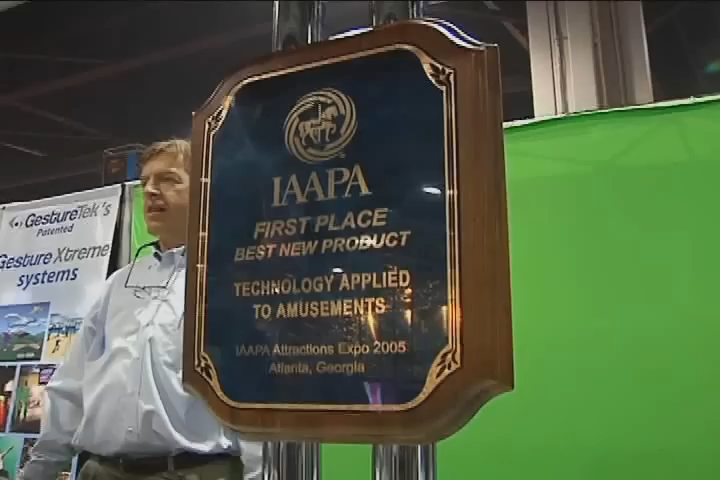 GestureTek's
Patented
Gesture Xtreme
systems
IAAPA
FIRST PLACE
BEST NEW PRODUCT
TECHNOLOGY APPLIED
TO AMUSEMENTS
IAAPA Attractions Expo 2005
Atlanta, Georgia